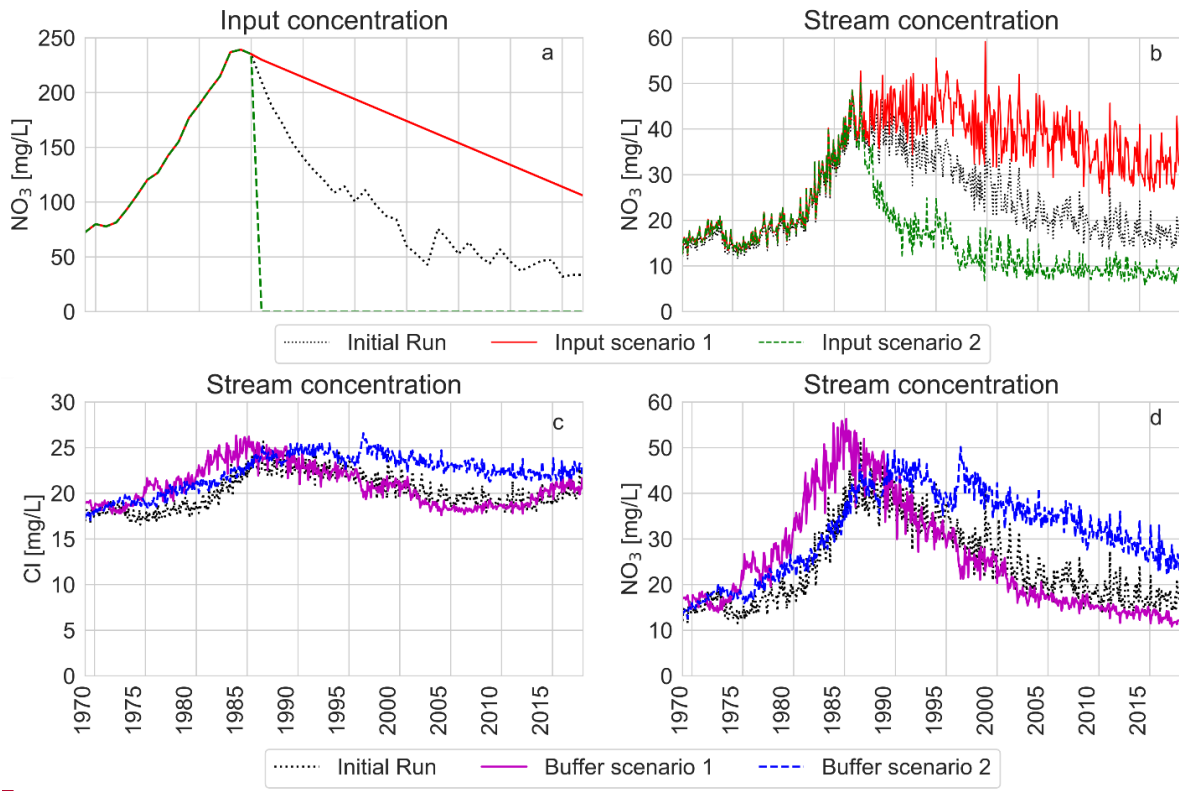 Input concentration
Stream concentration
NO3 [mg/L]
250
200
150
100
50
0
a
NO3 [mg/L]
60
50
40
30
20
10
0
b
Initial Run
Input scenario 1
Input scenario 2
Stream concentration
Stream concentration
Cl [mg/L]
30
25
20
15
10
5
0
c
1970 1975 1980 1985 1990 1995 2000 2005 2010 2015
NO3 [mg/L]
60
50
40
30
20
10
0
d
1970 1975 1980 1985 1990 1995 2000 2005 2010 2015
Initial Run
Buffer scenario 1
Buffer scenario 2